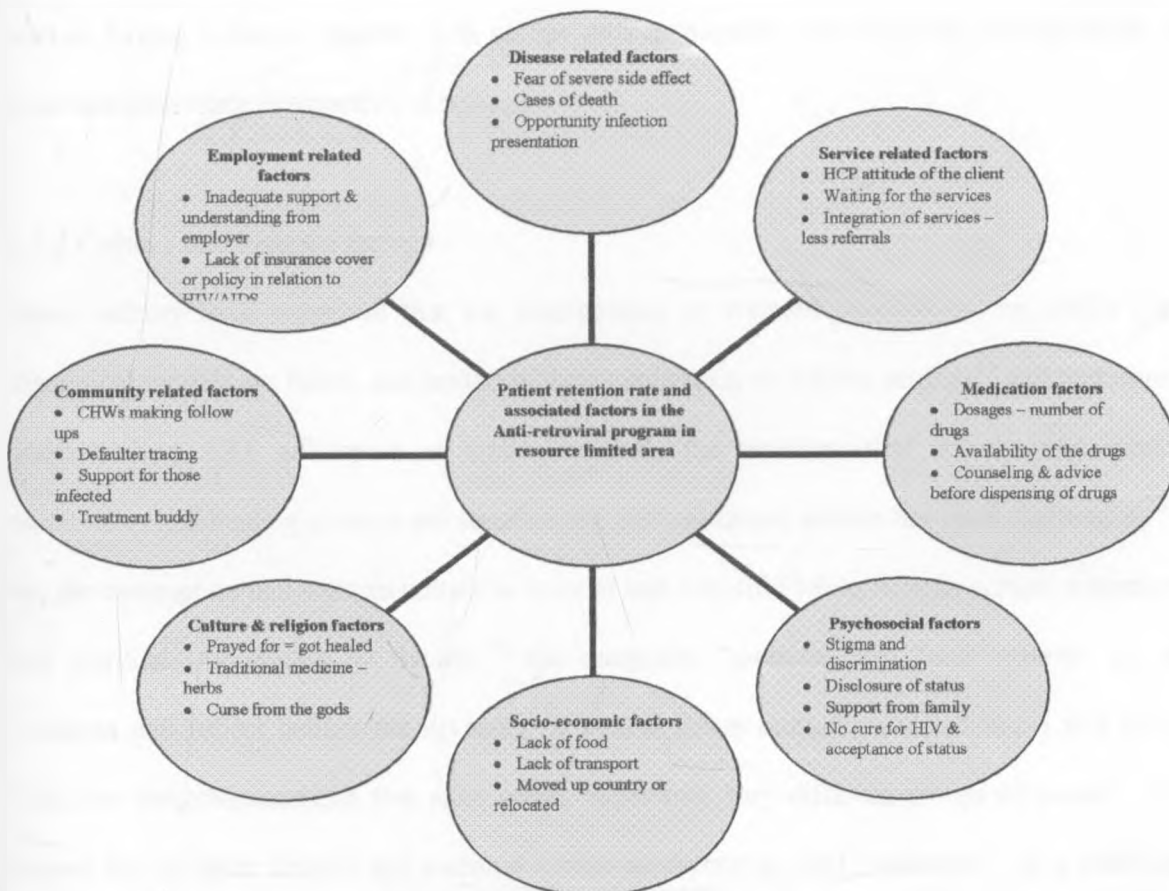 Disease related factors
• Fear of severe side effect
• Cases of death
• Opportunity infection
presentation
Service related factors
• HCP attitude of the client
• Waiting for the services
• Integration of services –
less referrals
Medication factors
• Dosages – number of
drugs
• Availability of the drugs
• Counseling & advice
before dispensing of drugs
Psychosocial factors
• Stigma and
discrimination
• Disclosure of status
• Support from family
• No cure for HIV &
acceptance of status
Socio-economic factors
• Lack of food
• Lack of transport
• Moved up country or
relocated
Culture & religion factors
• Prayed for = got healed
• Traditional medicine –
herbs
• Curse from the gods
Community related factors
• CHWs making follow
ups
• Defaulter tracing
• Support for those
infected
• Treatment buddy
Employment related
factors
• Inadequate support &
understanding from
employer
• Lack of insurance cover
or policy in relation to
HIV/AIDS
Patient retention rate and
associated factors in the
Anti-retroviral program in
resource limited area